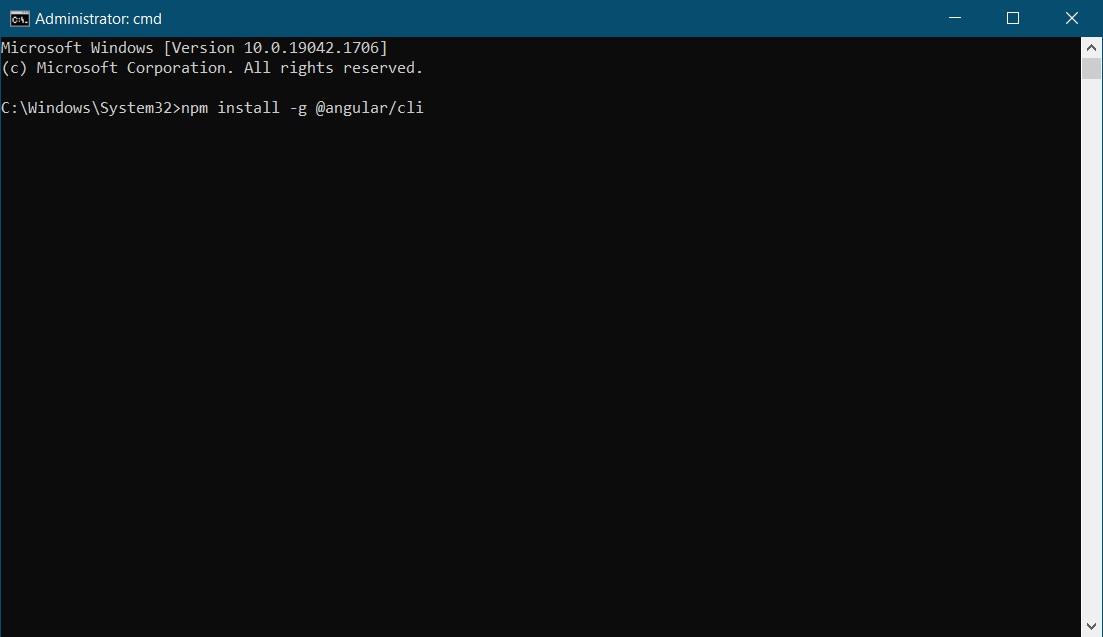 Administrator: cmd
Microsoft Windows [Version 10.0.19042.1706]
(c) Microsoft Corporation. All rights reserved.
C:\Windows\System32>npm install -g @angular/cli